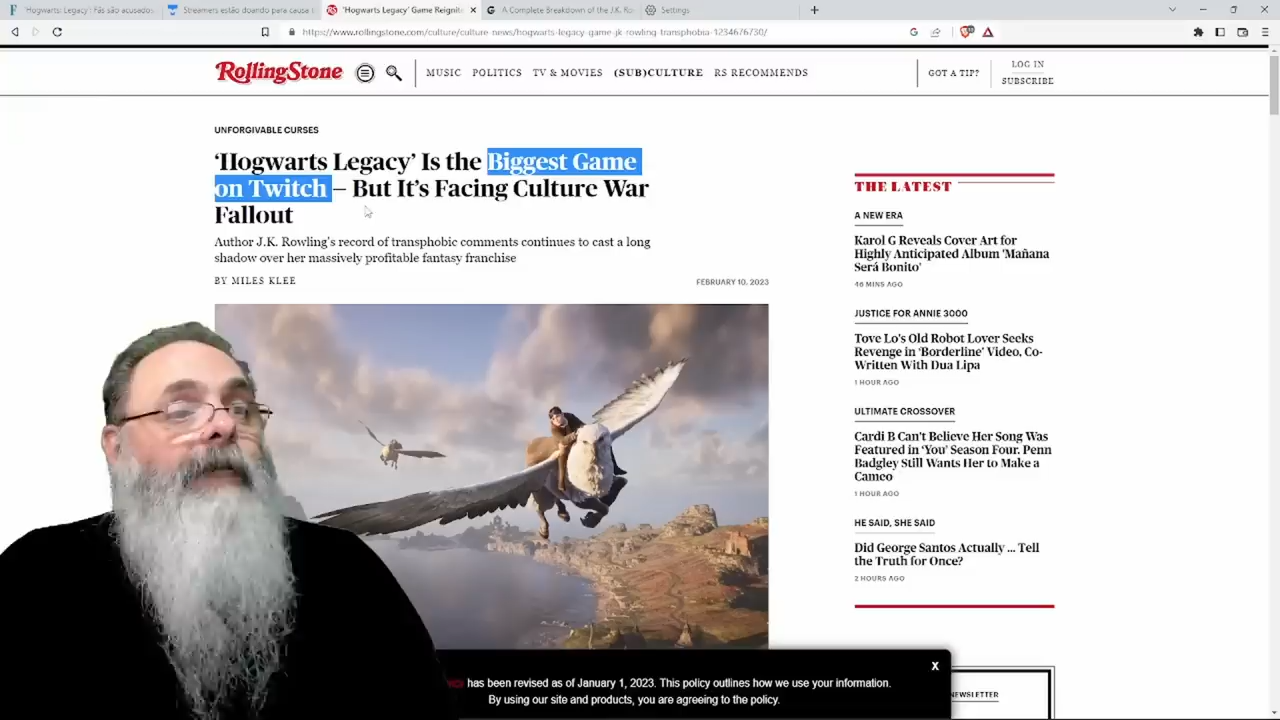 'Hogwarts Legacy' Fãs são acusados
Streamers estão doando para causa t
'Hogwarts Legacy' Game Reignite
A Complete Breakdown of the J.K. Ro
Settings
https://www.rollingstone.com/culture/culture-news/hogwarts-legacy-game-jk-rowling-transphobia-1234676730/
RollingStone
MUSIC POLITICS TV & MOVIES (SUB)CULTURE RS RECOMMENDS
GOT A TIP?
LOG IN
SUBSCRIBE
UNFORGIVABLE CURSES
'Hogwarts Legacy' Is the Biggest Game
on Twitch – But It's Facing Culture War
Fallout
Author J.K. Rowling's record of transphobic comments continues to cast a long
shadow over her massively profitable fantasy franchise
BY MILES KLEE
FEBRUARY 10, 2023
THE LATEST
A NEW ERA
Karol G Reveals Cover Art for
Highly Anticipated Album 'Mañana
Será Bonito'
46 MINS AGO
JUSTICE FOR ANNIE 3000
Tove Lo's Old Robot Lover Seeks
Revenge in 'Borderline' Video, Co-
Written With Dua Lipa
1 HOUR AGO
ULTIMATE CROSSOVER
Cardi B Can't Believe Her Song Was
Featured in 'You' Season Four. Penn
Badgley Still Wants Her to Make a
Cameo
1 HOUR AGO
HE SAID, SHE SAID
Did George Santos Actually ... Tell
the Truth for Once?
2 HOURS AGO
X
has been revised as of January 1, 2023. This policy outlines how we use your information.
By using our site and products, you are agreeing to the policy.
NEWSLETTER